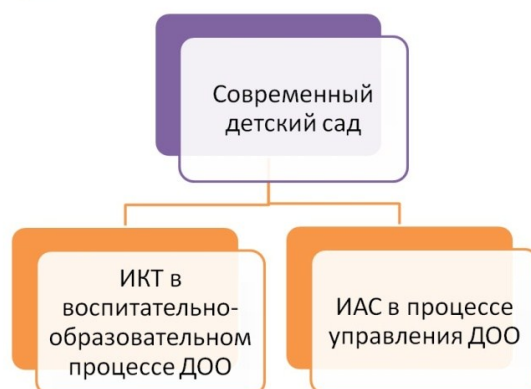 Современный
детский сад
ИКТ в
воспитательно-
образовательном
процессе ДОО
ИАС в процессе
управления ДОО